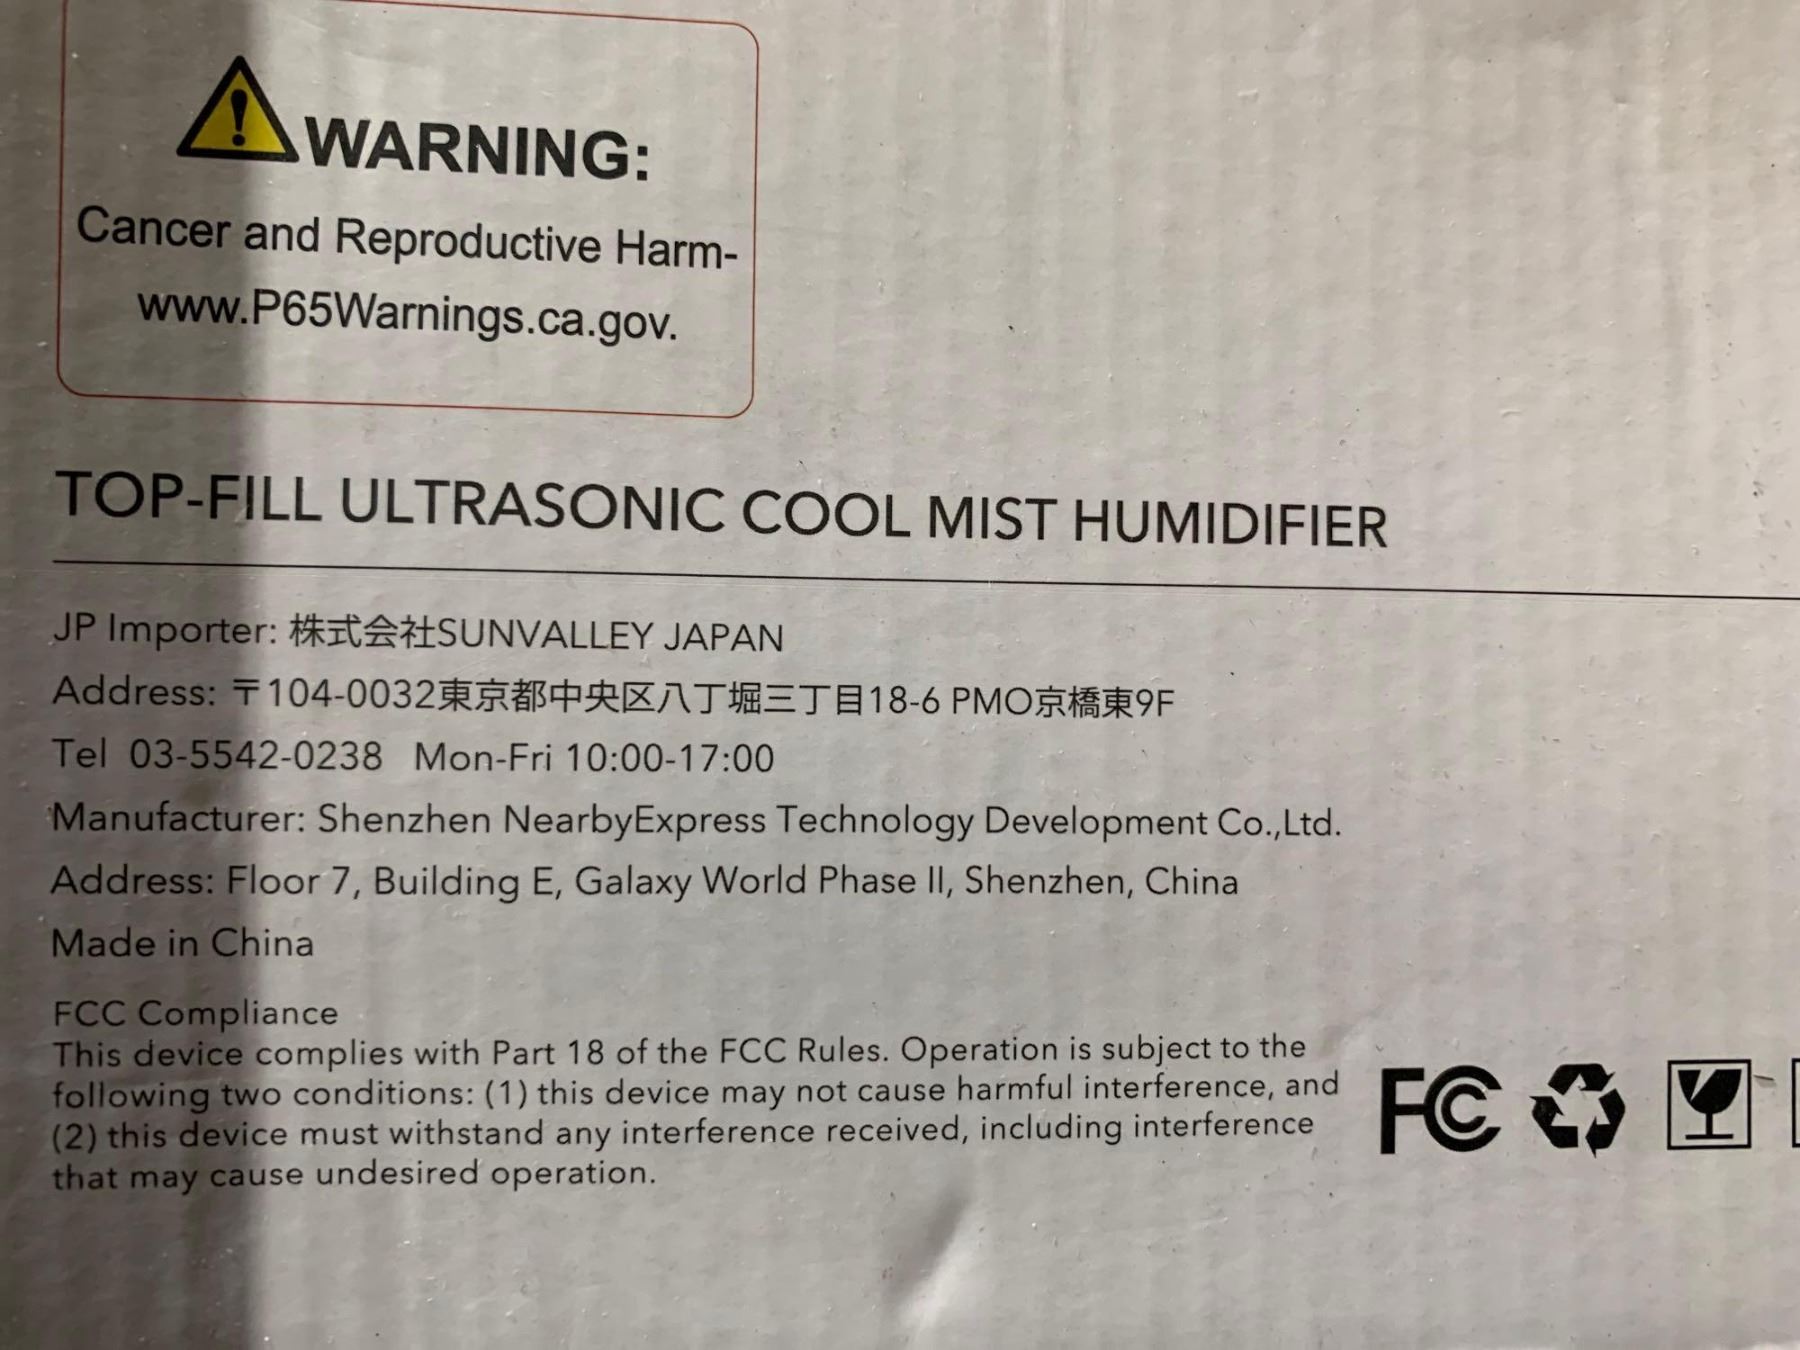 WARNING:
Cancer and Reproductive Harm-
www.P65Warnings.ca.gov.
TOP-FILL ULTRASONIC COOL MIST HUMIDIFIER
JP Importer: 株式会社SUNVALLEY JAPAN
Address: 〒104-0032東京都中央区八丁堀三丁目18-6 PMO京橋東9F
Tel 03-5542-0238 Mon-Fri 10:00-17:00
Manufacturer: Shenzhen NearbyExpress Technology Development Co.,Ltd.
Address: Floor 7, Building E, Galaxy World Phase II, Shenzhen, China
Made in China
FCC Compliance
This device complies with Part 18 of the FCC Rules. Operation is subject to the
following two conditions: (1) this device may not cause harmful interference, and
(2) this device must withstand any interference received, including interference
that may cause undesired operation.
FC